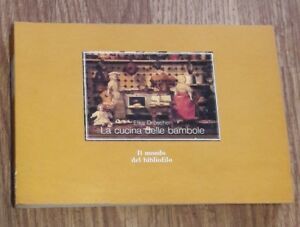 Elke Dröscher
La cucina delle bambole
Il mondo
del bibliofilo